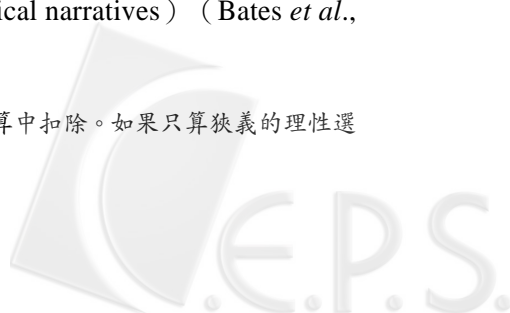 ical narratives）（Bates et al.,
算中扣除。如果只算狹義的理性選
C.E.P.S.